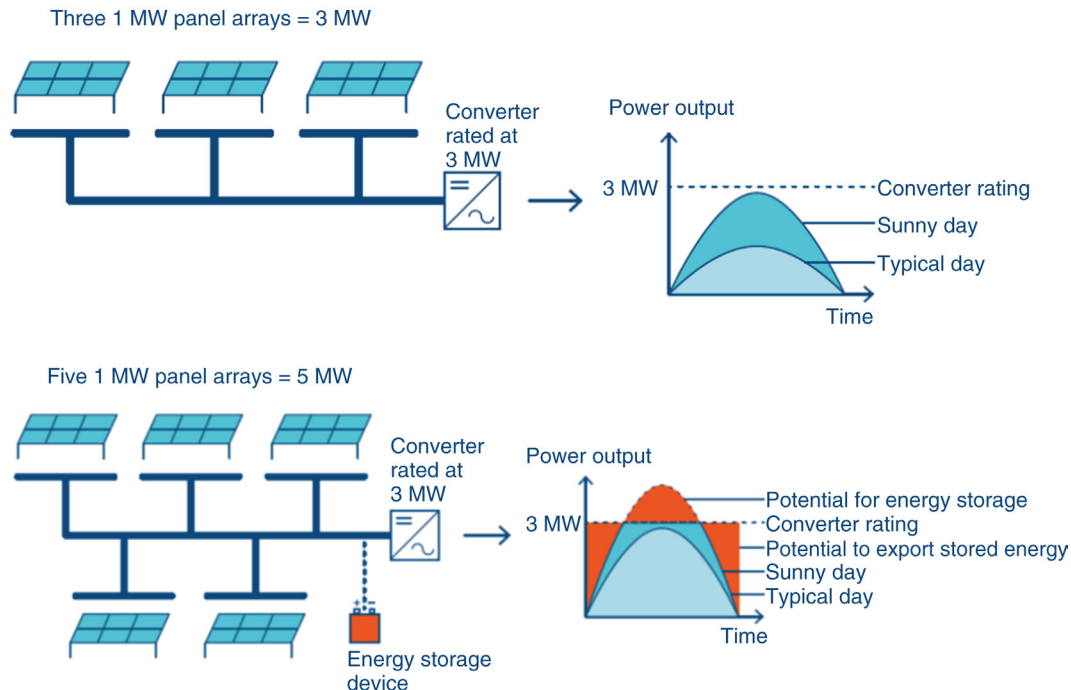 Three 1 MW panel arrays = 3 MW
Converter
rated at
3 MW
Power output
3 MW
Converter rating
Sunny day
Typical day
Time
Five 1 MW panel arrays = 5 MW
Converter
rated at
3 MW
+ −
Energy storage
device
Power output
3 MW
Potential for energy storage
Converter rating
Potential to export stored energy
Sunny day
Typical day
Time